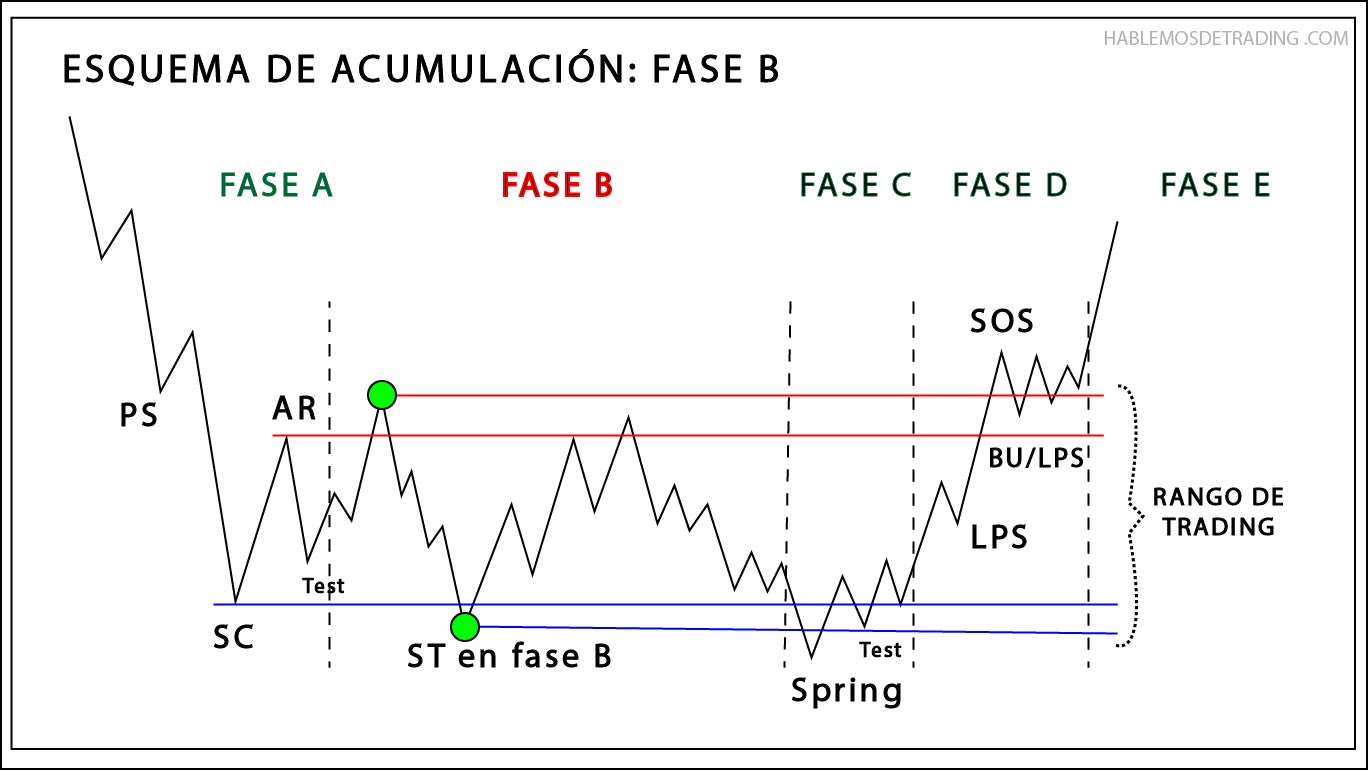 HABLEMOSDETRADING .COM
ESQUEMA DE ACUMULACIÓN: FASE B
FASE A
FASE B
FASE C
FASE D
FASE E
SOS
PS
AR
BU/LPS
RANGO DE
TRADING
LPS
Test
SC
ST en fase B
Test
Spring